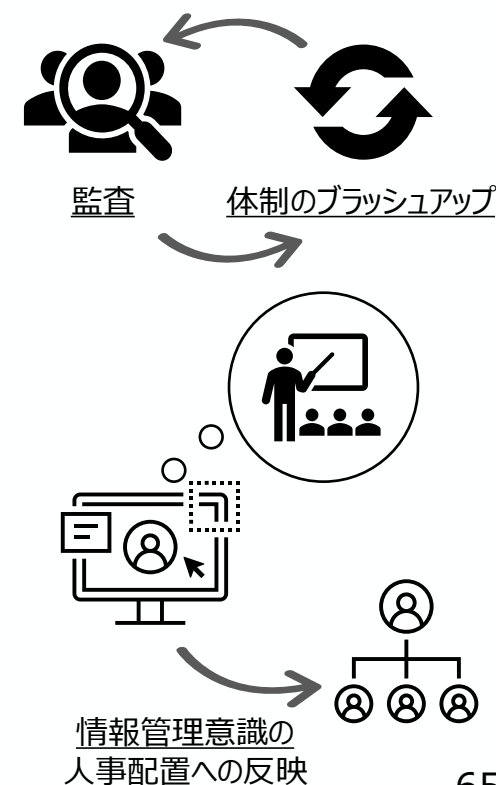 監査
体制のブラッシュアップ
情報管理意識の
人事配置への反映
65